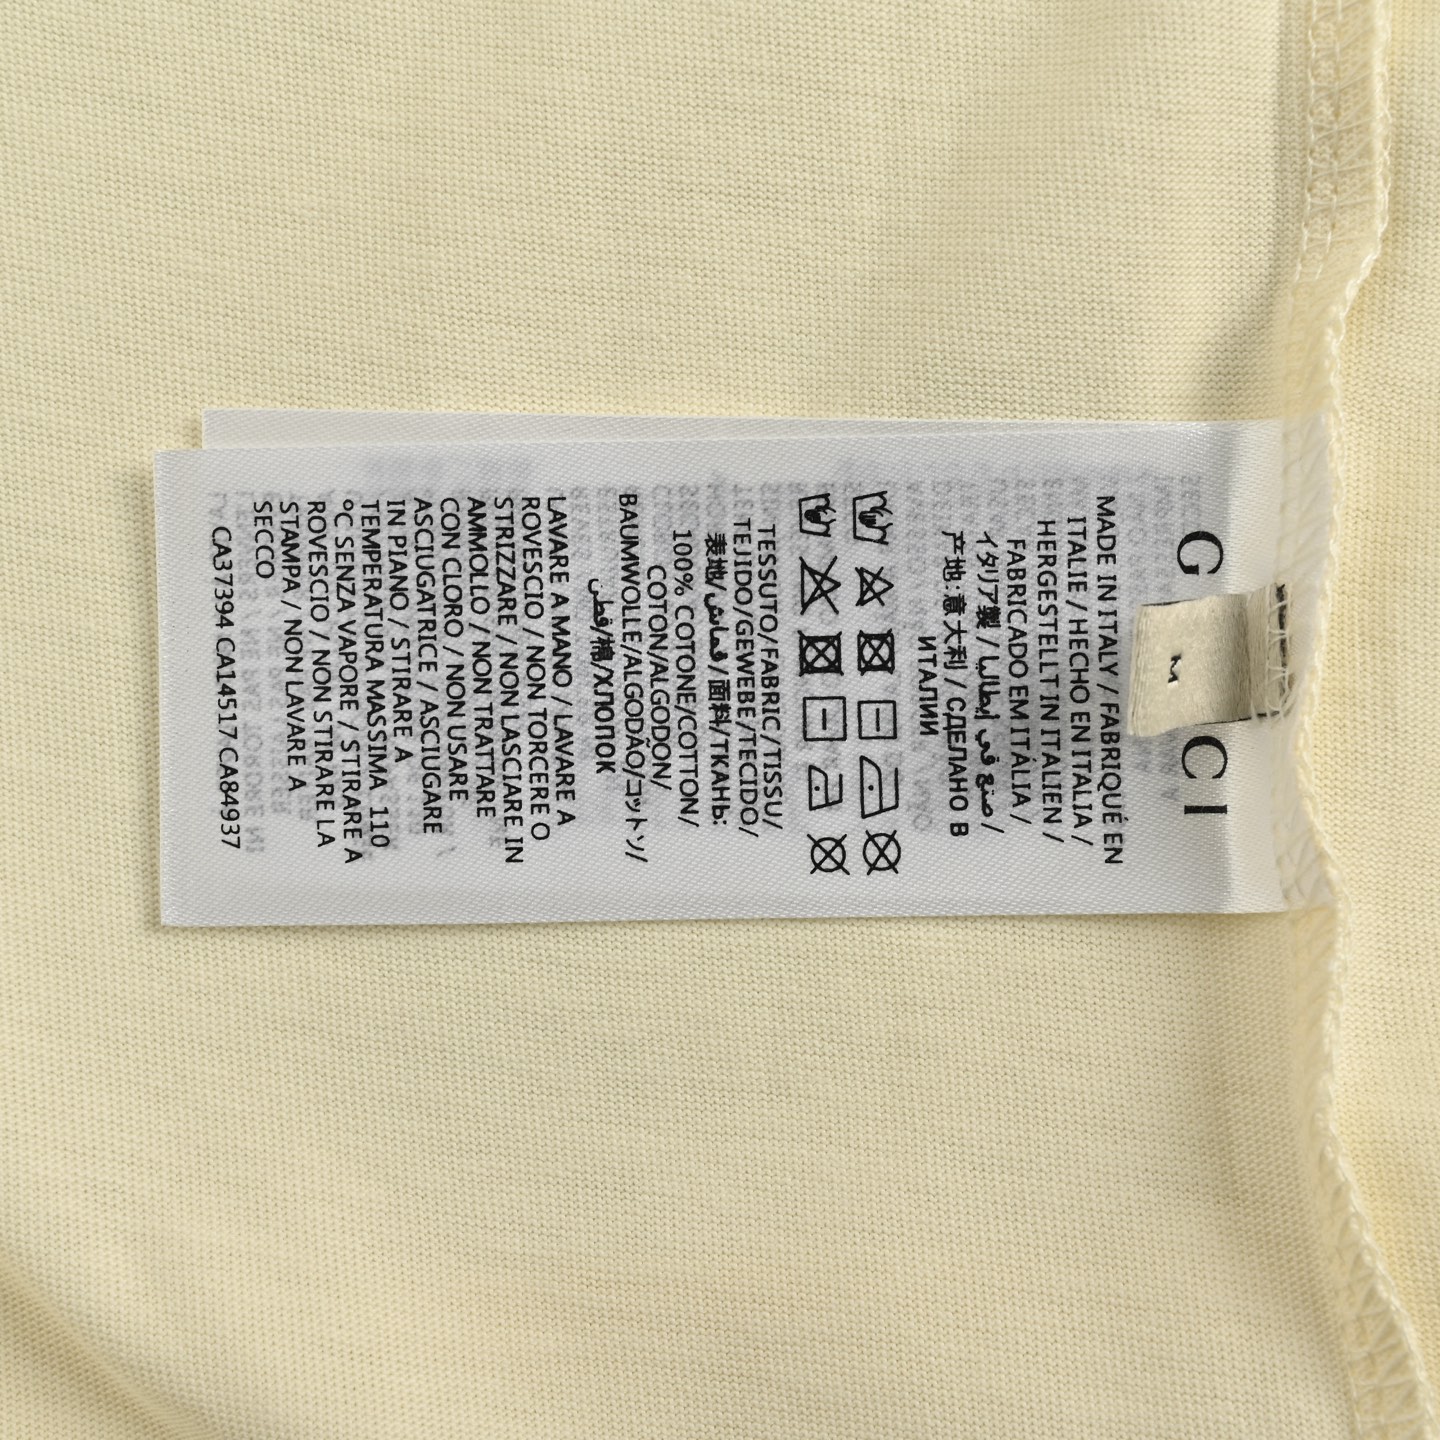 G CI
M
MADE IN ITALY / FABRIQUÉ EN
ITALIE / HECHO EN ITALIA /
HERGESTELLT IN ITALIEN /
FABRICADO EM ITÁLIA /
イタリア製 / صنع في إيطاليا /
产地: 意大利 / СДЕЛАНО В
ИТАЛИИ
TESSUTO/FABRIC/TISSU/
TEJIDO/GEWEBE/TECIDO/
表地/قماش/面料/ТКАНЬ:
100% COTONE/COTTON/
COTON/ALGODON/
BAUMWOLLE/ALGODÃO/コットン/
قطن/棉/ХЛОПОК
LAVARE A MANO / LAVARE A
ROVESCIO / NON TORCERE O
STRIZZARE / NON LASCIARE IN
AMMOLLO / NON TRATTARE
CON CLORO / NON USARE
ASCIUGATRICE / ASCIUGARE
IN PIANO / STIRARE A
TEMPERATURA MASSIMA 110
°C SENZA VAPORE / STIRARE A
ROVESCIO / NON STIRARE LA
STAMPA / NON LAVARE A
SECCO
CA37394 CA14517 CA84937